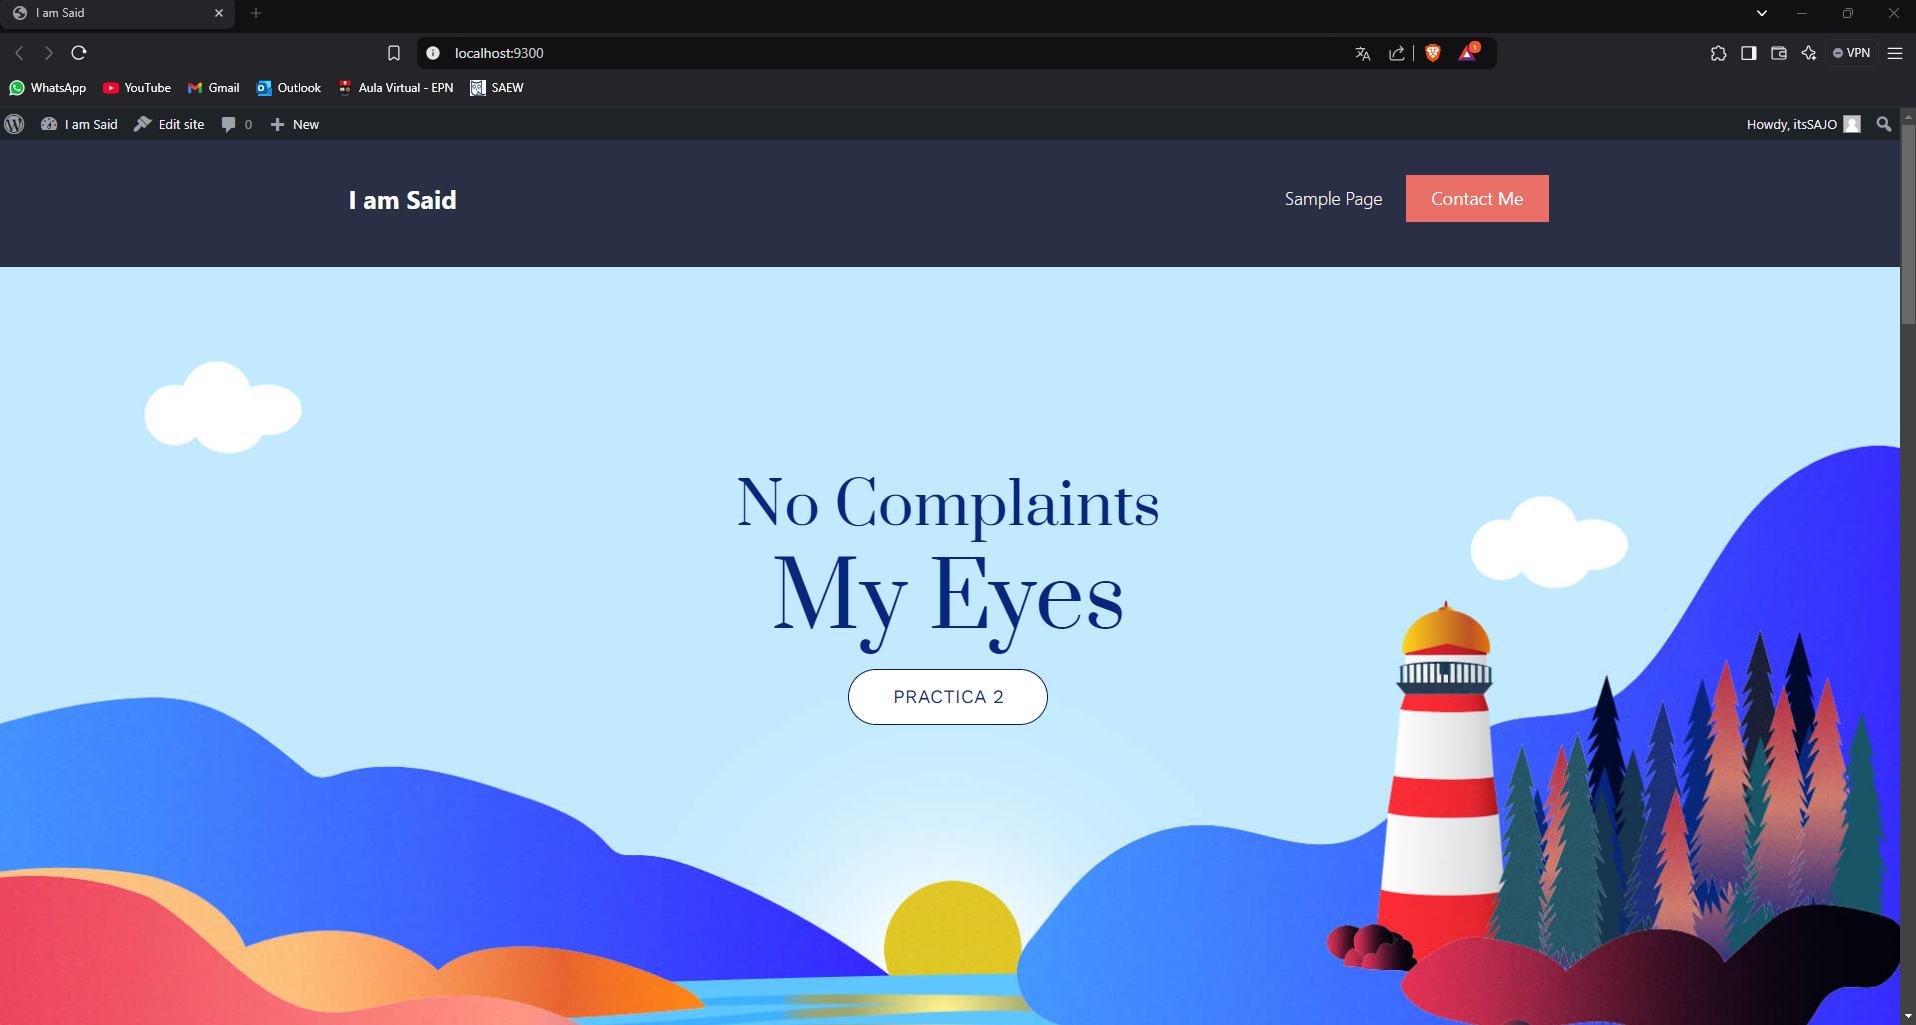 I am Said
localhost:9300
1
VPN
WhatsApp
YouTube
Gmail
Outlook
Aula Virtual - EPN
SAEW
I am Said
Edit site
0
New
Howdy, itsSAJO
I am Said
Sample Page
Contact Me
No Complaints
My Eyes
PRACTICA 2